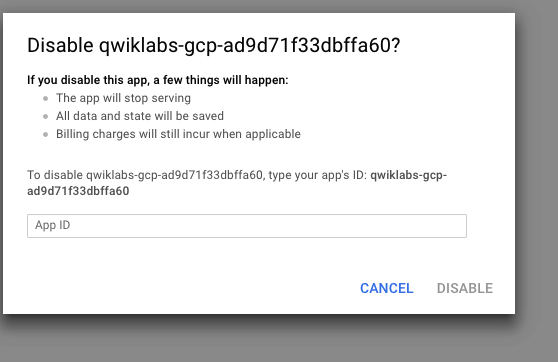 Disable qwiklabs-gcp-ad9d71f33dbffa60?
If you disable this app, a few things will happen:
The app will stop serving
All data and state will be saved
Billing charges will still incur when applicable
To disable qwiklabs-gcp-ad9d71f33dbffa60, type your app's ID: qwiklabs-gcp-
ad9d71f33dbffa60
App ID
CANCEL DISABLE